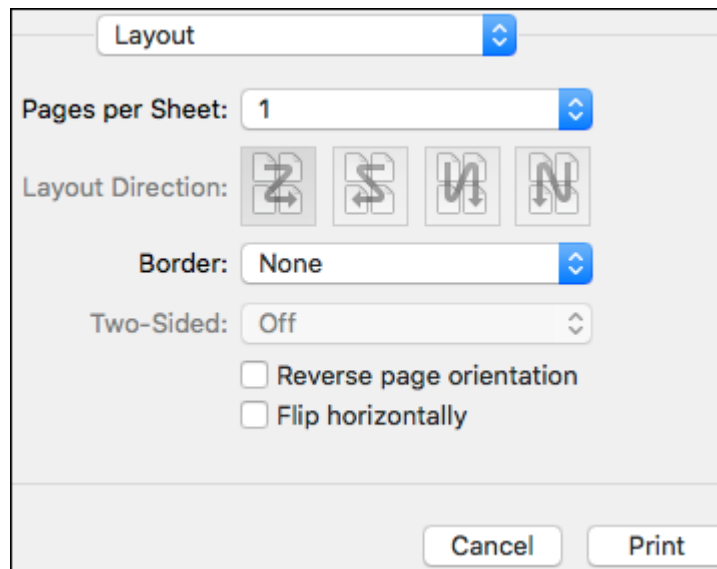 Layout
Pages per Sheet: 1
Layout Direction:
Border: None
Two-Sided: Off
Reverse page orientation
Flip horizontally
Cancel Print